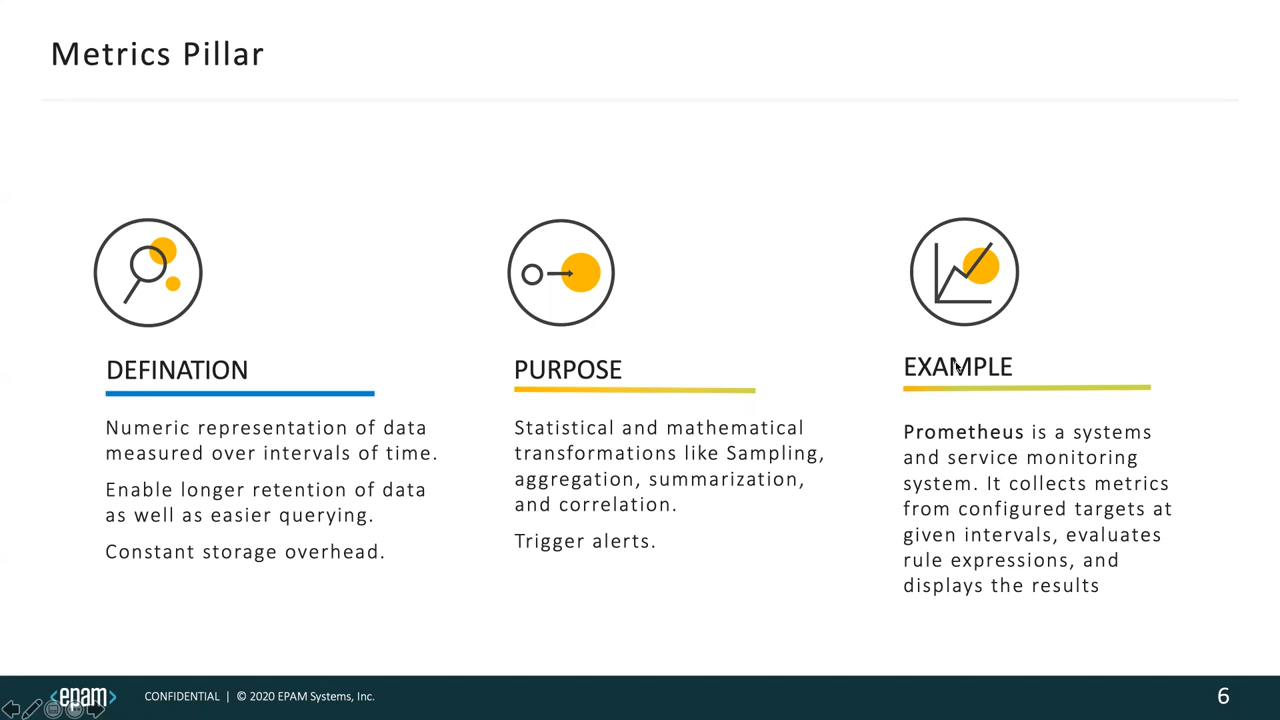 Metrics Pillar
DEFINATION
Numeric representation of data
measured over intervals of time.
Enable longer retention of data
as well as easier querying.
Constant storage overhead.
PURPOSE
Statistical and mathematical
transformations like Sampling,
aggregation, summarization,
and correlation.
Trigger alerts.
EXAMPLE
Prometheus is a systems
and service monitoring
system. It collects metrics
from configured targets at
given intervals, evaluates
rule expressions, and
displays the results
<epam> CONFIDENTIAL | © 2020 EPAM Systems, Inc.
6